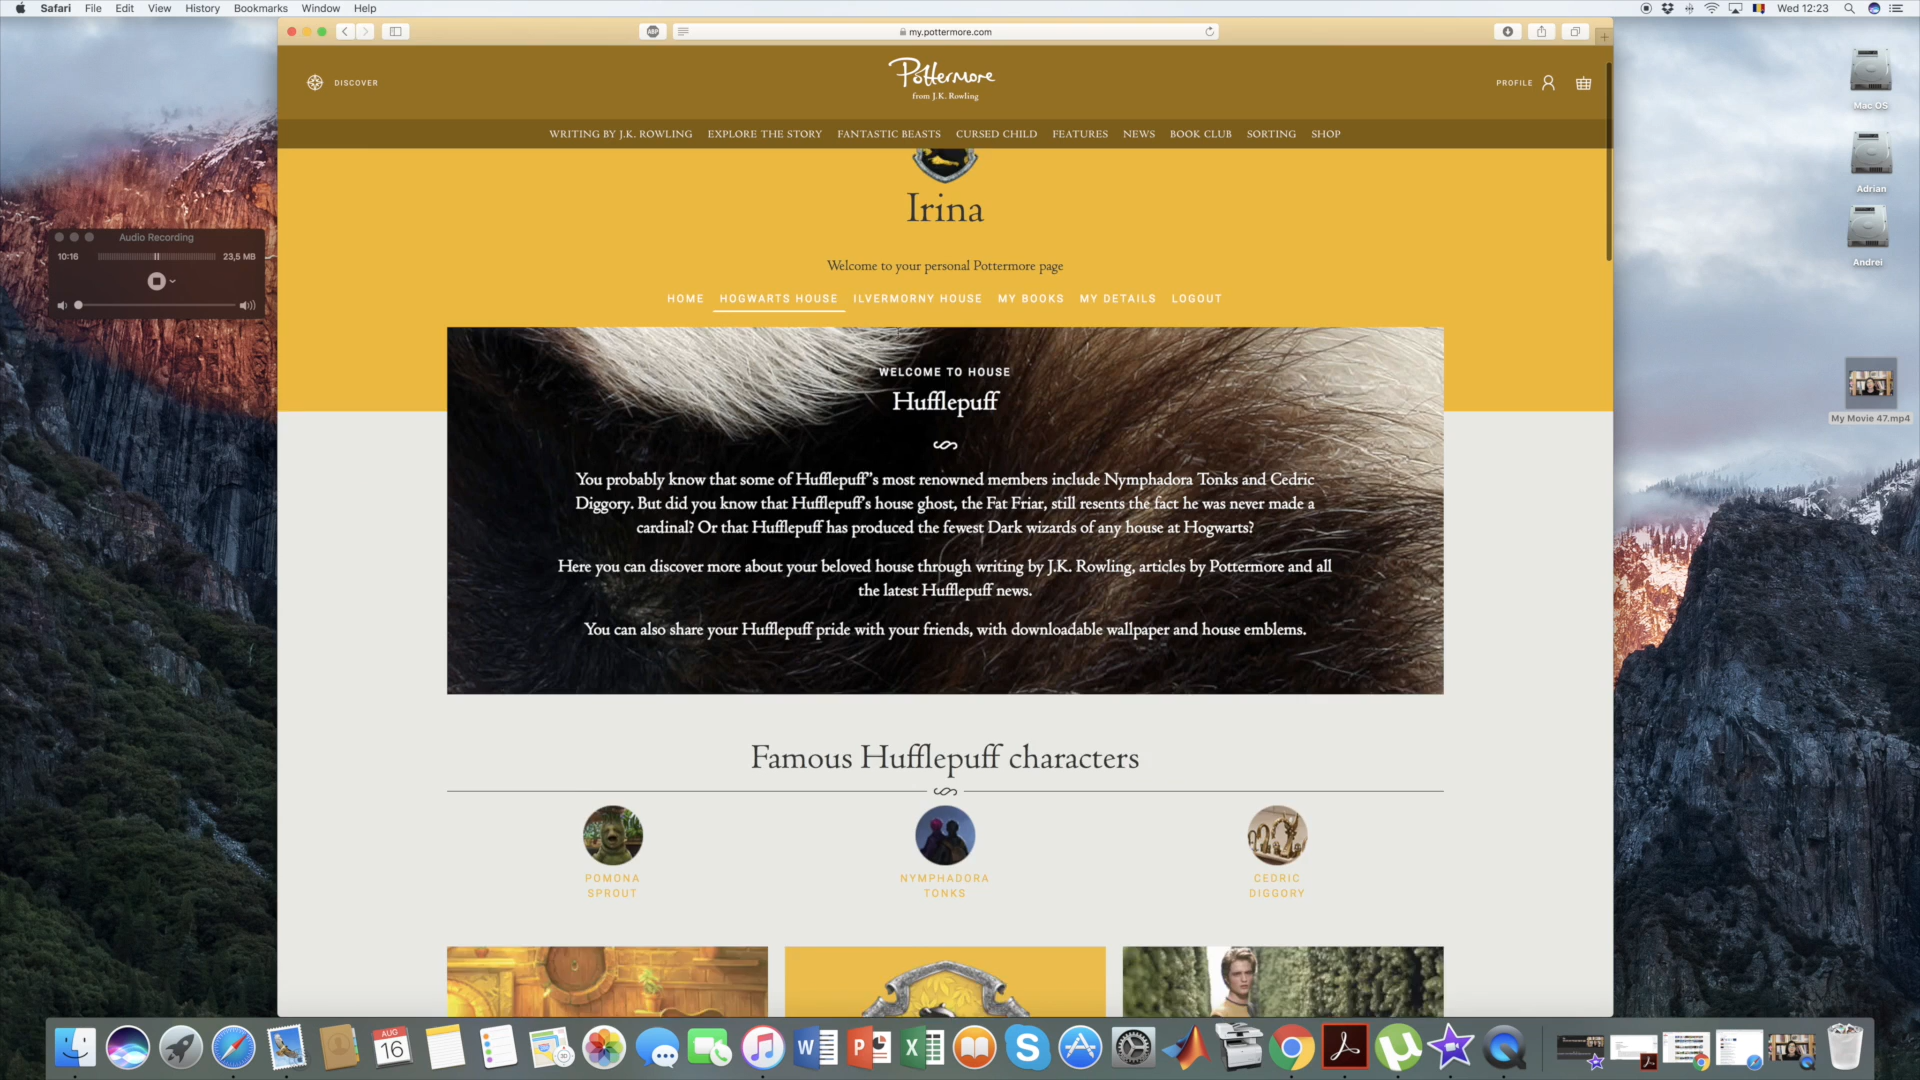 Safari File Edit View History Bookmarks Window Help
Wed 12:23
ABP
my.pottermore.com
DISCOVER
Pottermore
from J.K. Rowling
PROFILE
WRITING BY J.K. ROWLING EXPLORE THE STORY FANTASTIC BEASTS CURSED CHILD FEATURES NEWS BOOK CLUB SORTING SHOP
Mac OS
Adrian
Andrei
My Movie 47.mp4
Audio Recording
10:16 23,5 MB
Irina
Welcome to your personal Pottermore page
HOME HOGWARTS HOUSE ILVERMORNY HOUSE MY BOOKS MY DETAILS LOGOUT
WELCOME TO HOUSE
Hufflepuff
You probably know that some of Hufflepuff"s most renowned members include Nymphadora Tonks and Cedric
Diggory. But did you know that Hufflepuff's house ghost, the Fat Friar, still resents the fact he was never made a
cardinal? Or that Hufflepuff has produced the fewest Dark wizards of any house at Hogwarts?
Here you can discover more about your beloved house through writing by J.K. Rowling, articles by Pottermore and all
the latest Hufflepuff news.
You can also share your Hufflepuff pride with your friends, with downloadable wallpaper and house emblems.
Famous Hufflepuff characters
POMONA
SPROUT
NYMPHADORA
TONKS
CEDRIC
DIGGORY
AUG
16
W P X S